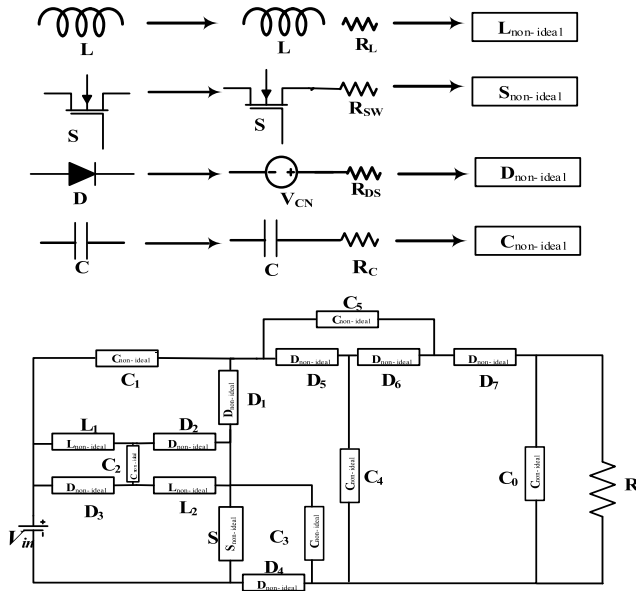 L L R_L L_non-ideal
S S R_SW S_non-ideal
D V_CN R_DS D_non-ideal
C C R_C C_non-ideal
C_5
C_non-ideal
C_non-ideal D_non-ideal D_non-ideal D_non-ideal
C_1 D_5 D_6 D_7
D_non-ideal D_1
L_1 D_2
L_non-ideal D_non-ideal
C_2 C_non-ideal C_non-ideal C_4 C_0 C_non-ideal R
D_non-ideal L_non-ideal
D_3 L_2
V_in + - S S_non-ideal C_3 C_non-ideal
D_4
D_non-ideal